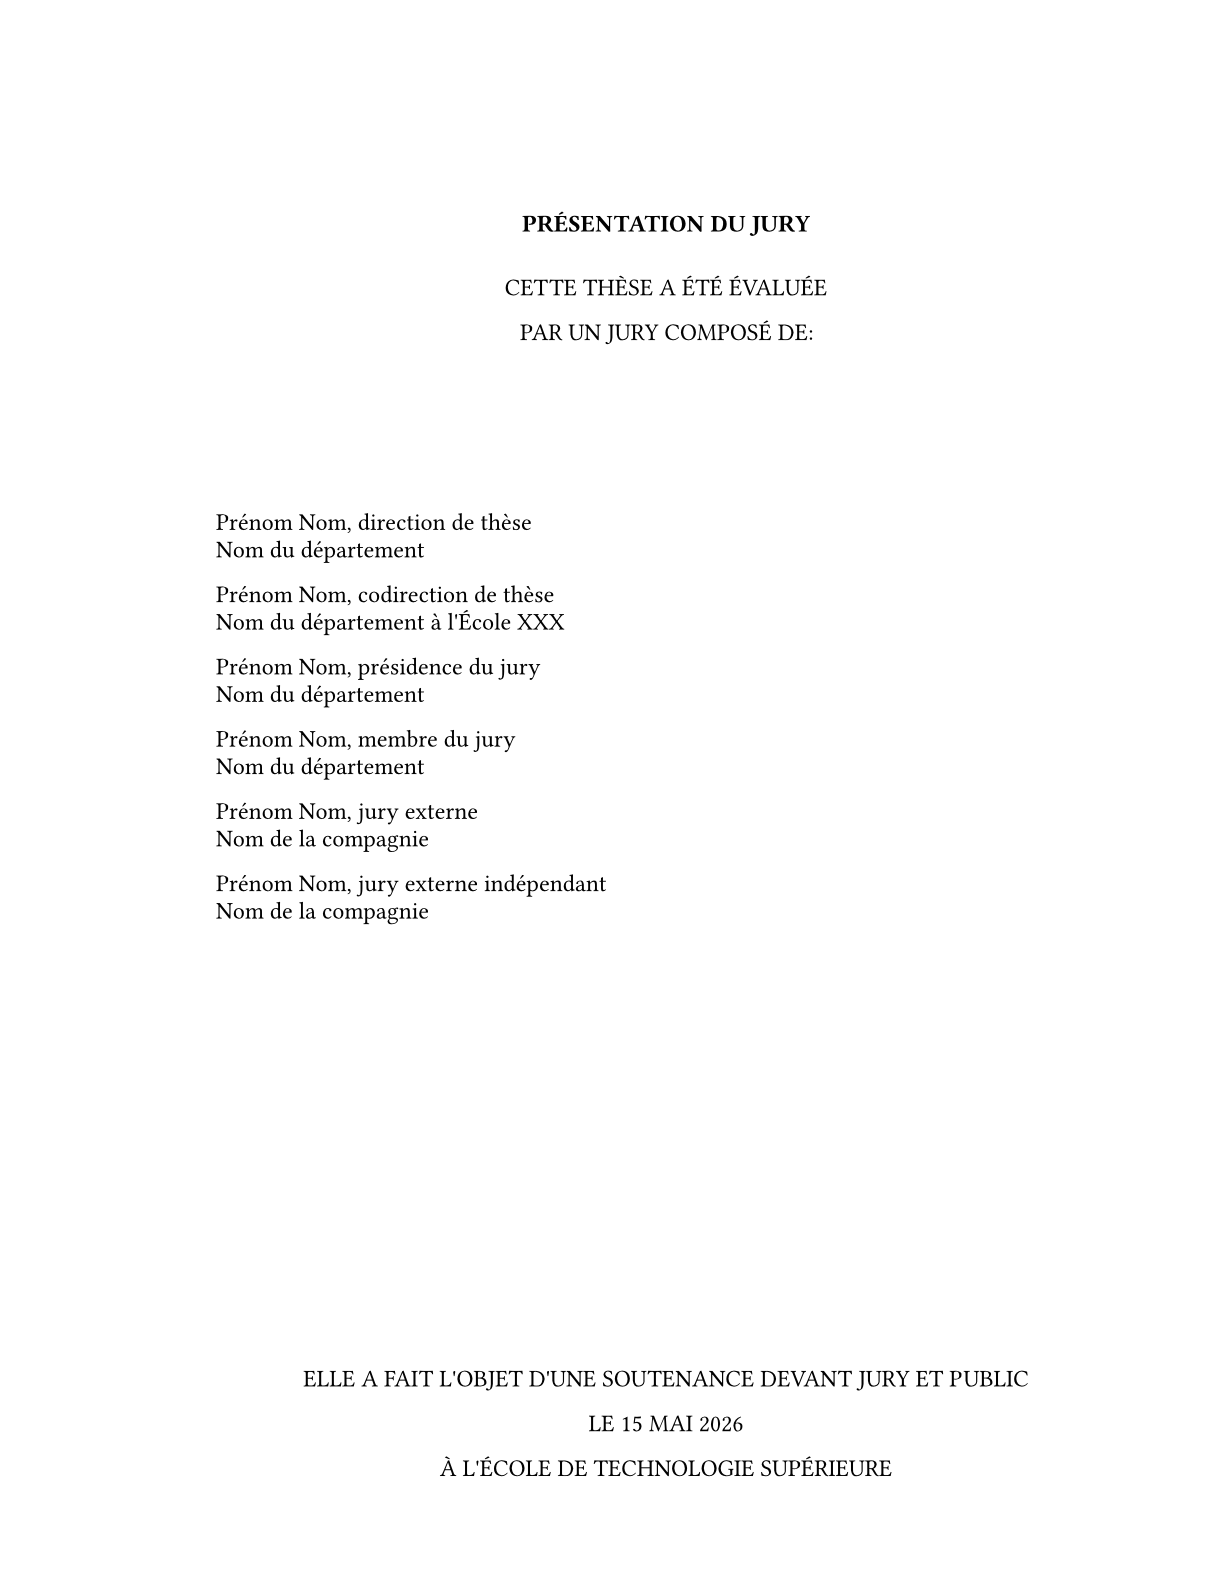 PRÉSENTATION DU JURY
CETTE THÈSE A ÉTÉ ÉVALUÉE
PAR UN JURY COMPOSÉ DE:
Prénom Nom, direction de thèse
Nom du département
Prénom Nom, codirection de thèse
Nom du département à l'École XXX
Prénom Nom, présidence du jury
Nom du département
Prénom Nom, membre du jury
Nom du département
Prénom Nom, jury externe
Nom de la compagnie
Prénom Nom, jury externe indépendant
Nom de la compagnie
ELLE A FAIT L'OBJET D'UNE SOUTENANCE DEVANT JURY ET PUBLIC
LE 15 MAI 2026
À L'ÉCOLE DE TECHNOLOGIE SUPÉRIEURE